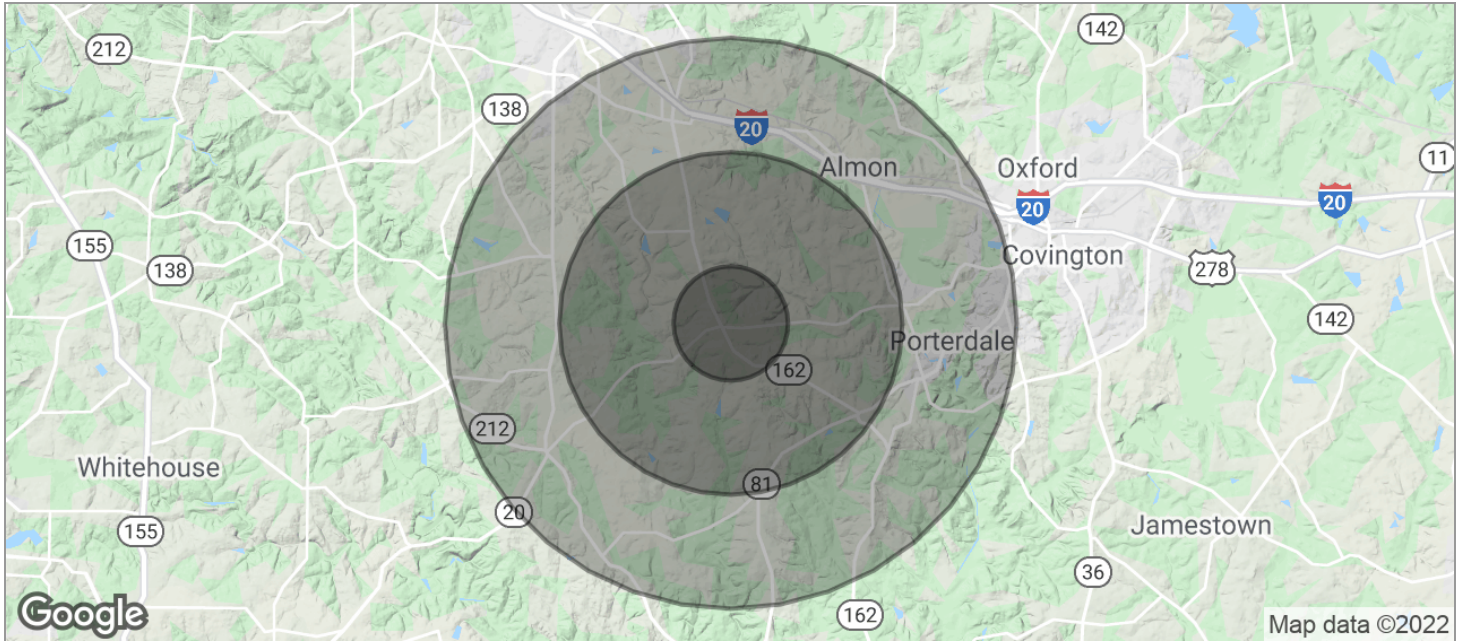 212
142
138
20
11
Almon
Oxford
20
20
155
138
Covington
278
142
Porterdale
162
212
Whitehouse
81
20
155
Jamestown
36
162
Google
Map data ©2022